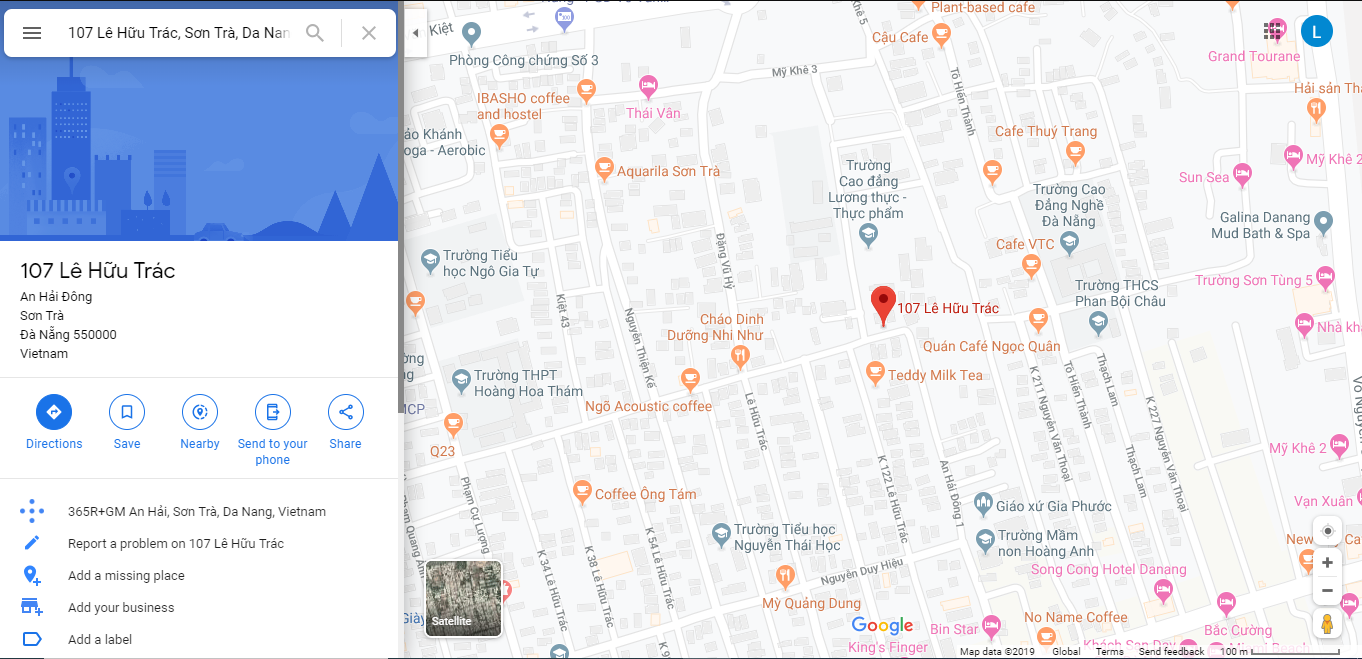 107 Lê Hữu Trác, Sơn Trà, Da Nan
107 Lê Hữu Trác
An Hải Đông
Sơn Trà
Đà Nẵng 550000
Vietnam
Directions
Save
Nearby
Send to your
phone
Share
365R+GM An Hải, Sơn Trà, Da Nang, Vietnam
Report a problem on 107 Lê Hữu Trác
Add a missing place
Add your business
Add a label
Kiệt
Plant-based cafe
Cậu Cafe
Grand Tourane
L
Phòng Công chứng Số 3
Mỹ Khê 3
Tô Hiến Thành
IBASHO coffee
and hostel
Thái Vân
Hải sản Th
Cafe Thuý Trang
Khánh
oga - Aerobic
Aquarila Sơn Trà
Trường
Cao đẳng
Lương thực -
Thực phẩm
Mỹ Khê 2
Sun Sea
Trường Cao
Đẳng Nghề
Đà Nẵng
Galina Danang
Mud Bath & Spa
Trường Tiểu
học Ngô Gia Tự
Đặng Vũ Hỷ
Cafe VTC
Trường Sơn Tùng 5
Trường THCS
Phan Bội Châu
Kiệt 43
Nguyễn Thiện Kế
Cháo Dinh
Dưỡng Nhi Như
107 Lê Hữu Trác
Quán Café Ngọc Quân
Nhà kh
Trường THPT
Hoàng Hoa Thám
Teddy Milk Tea
Ngõ Acoustic coffee
Lê Hữu Trác
K 211 Nguyễn Văn Thoại
Tô Hiến Thành
Thạch Lam
K 227 Nguyễn Văn Thoại
Q23
Mỹ Khê 2
Thạch Lam
Phạm Cự Lượng
Coffee Ông Tám
K 122 Lê Hữu Trác
An Hải Đông 1
Giáo xứ Gia Phước
Vạn Xuân
Trường Tiểu học
Nguyễn Thái Học
Trường Mầm
non Hoàng Anh
K 34 Lê Hữu Trác
K 38 Lê Hữu Trác
K 54 Lê Hữu Trác
Nguyễn Duy Hiệu
Song Cong Hotel Danang
Satellite
Mỳ Quảng Dung
Google
Bin Star
No Name Coffee
Bắc Cường
King's Finger
Map data ©2019
Global
Terms
Send feedback
100 m